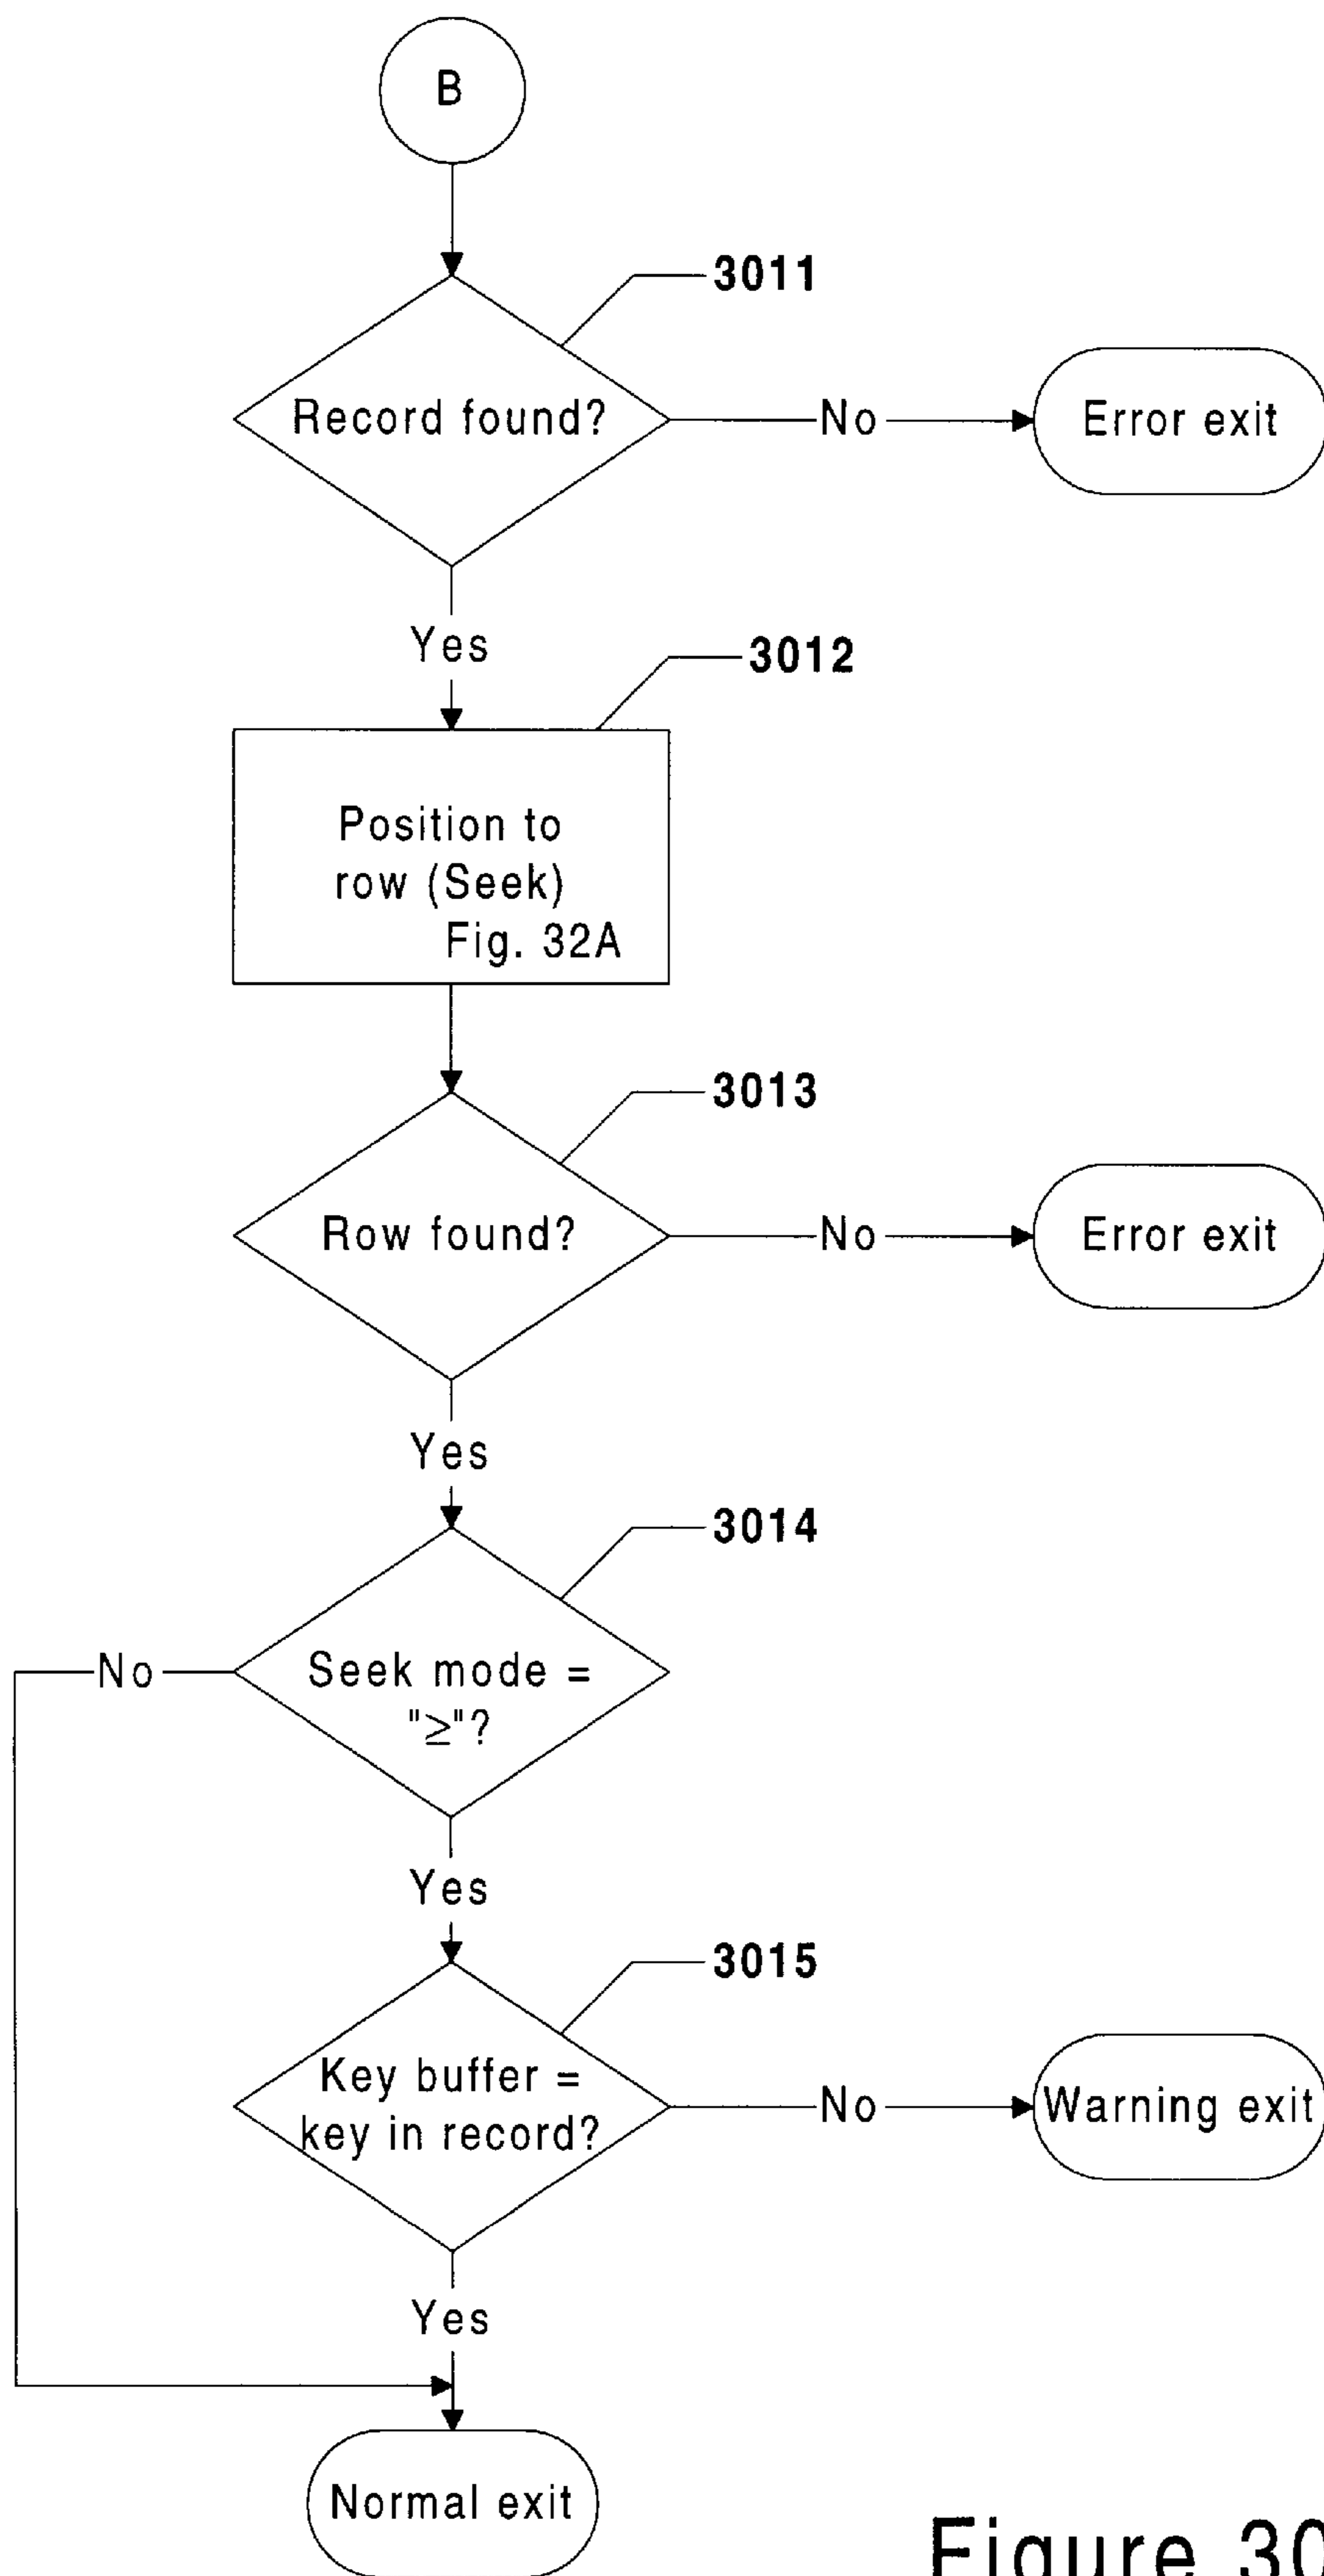 B
3011
Record found?
No
Error exit
Yes
3012
Position to
row (Seek)
Fig. 32A
3013
Row found?
No
Error exit
Yes
3014
No
Seek mode =
"≥"?
Yes
3015
Key buffer =
key in record?
No
Warning exit
Yes
Normal exit
Figure 30